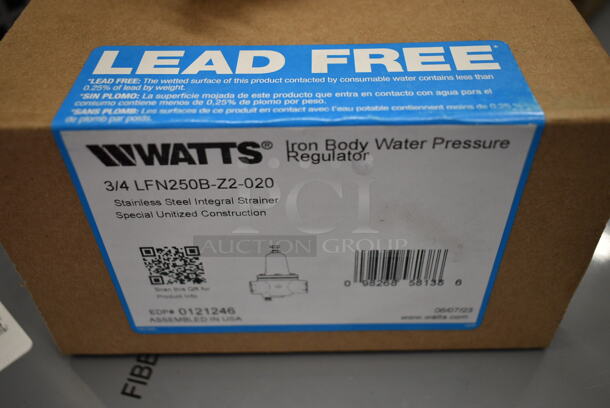 LEAD FREE*
*LEAD FREE: The wetted surface of this product contacted by consumable water contains less than
0.25% of lead by weight.
*SIN PLOMO: La superficie mojada de este producto que entra en contacto con agua para el
consumo contiene menos de 0,25% de plomo por peso.
*SANS PLOMB: Les surfaces de ce produit en contact avec l'eau potable contiennent moins de 0,25
de plomb par poids.
WATTS® Iron Body Water Pressure
Regulator
3/4 LFN250B-Z2-020
Stainless Steel Integral Strainer
Special Unitized Construction
PCI
AUCTION GROUP
Scan this QR for
Product Info
0 98268 58138 6
EDP# 0121246
ASSEMBLED IN USA
06/07/23
www.watts.com
FIBE